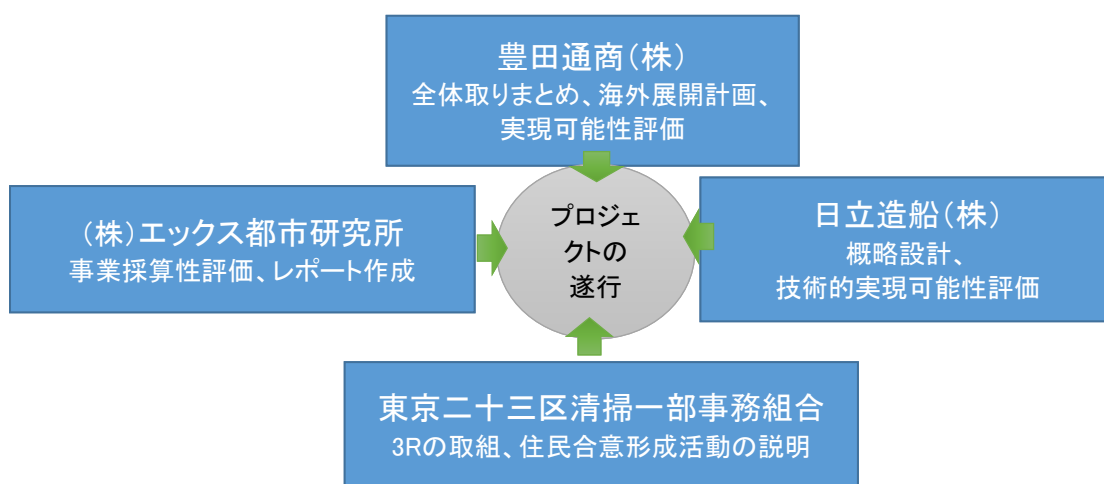 豊田通商(株)
全体取りまとめ、海外展開計画、
実現可能性評価
(株)エックス都市研究所
事業採算性評価、レポート作成
プロジェ
クトの
遂行
日立造船(株)
概略設計、
技術的実現可能性評価
東京二十三区清掃一部事務組合
3Rの取組、住民合意形成活動の説明